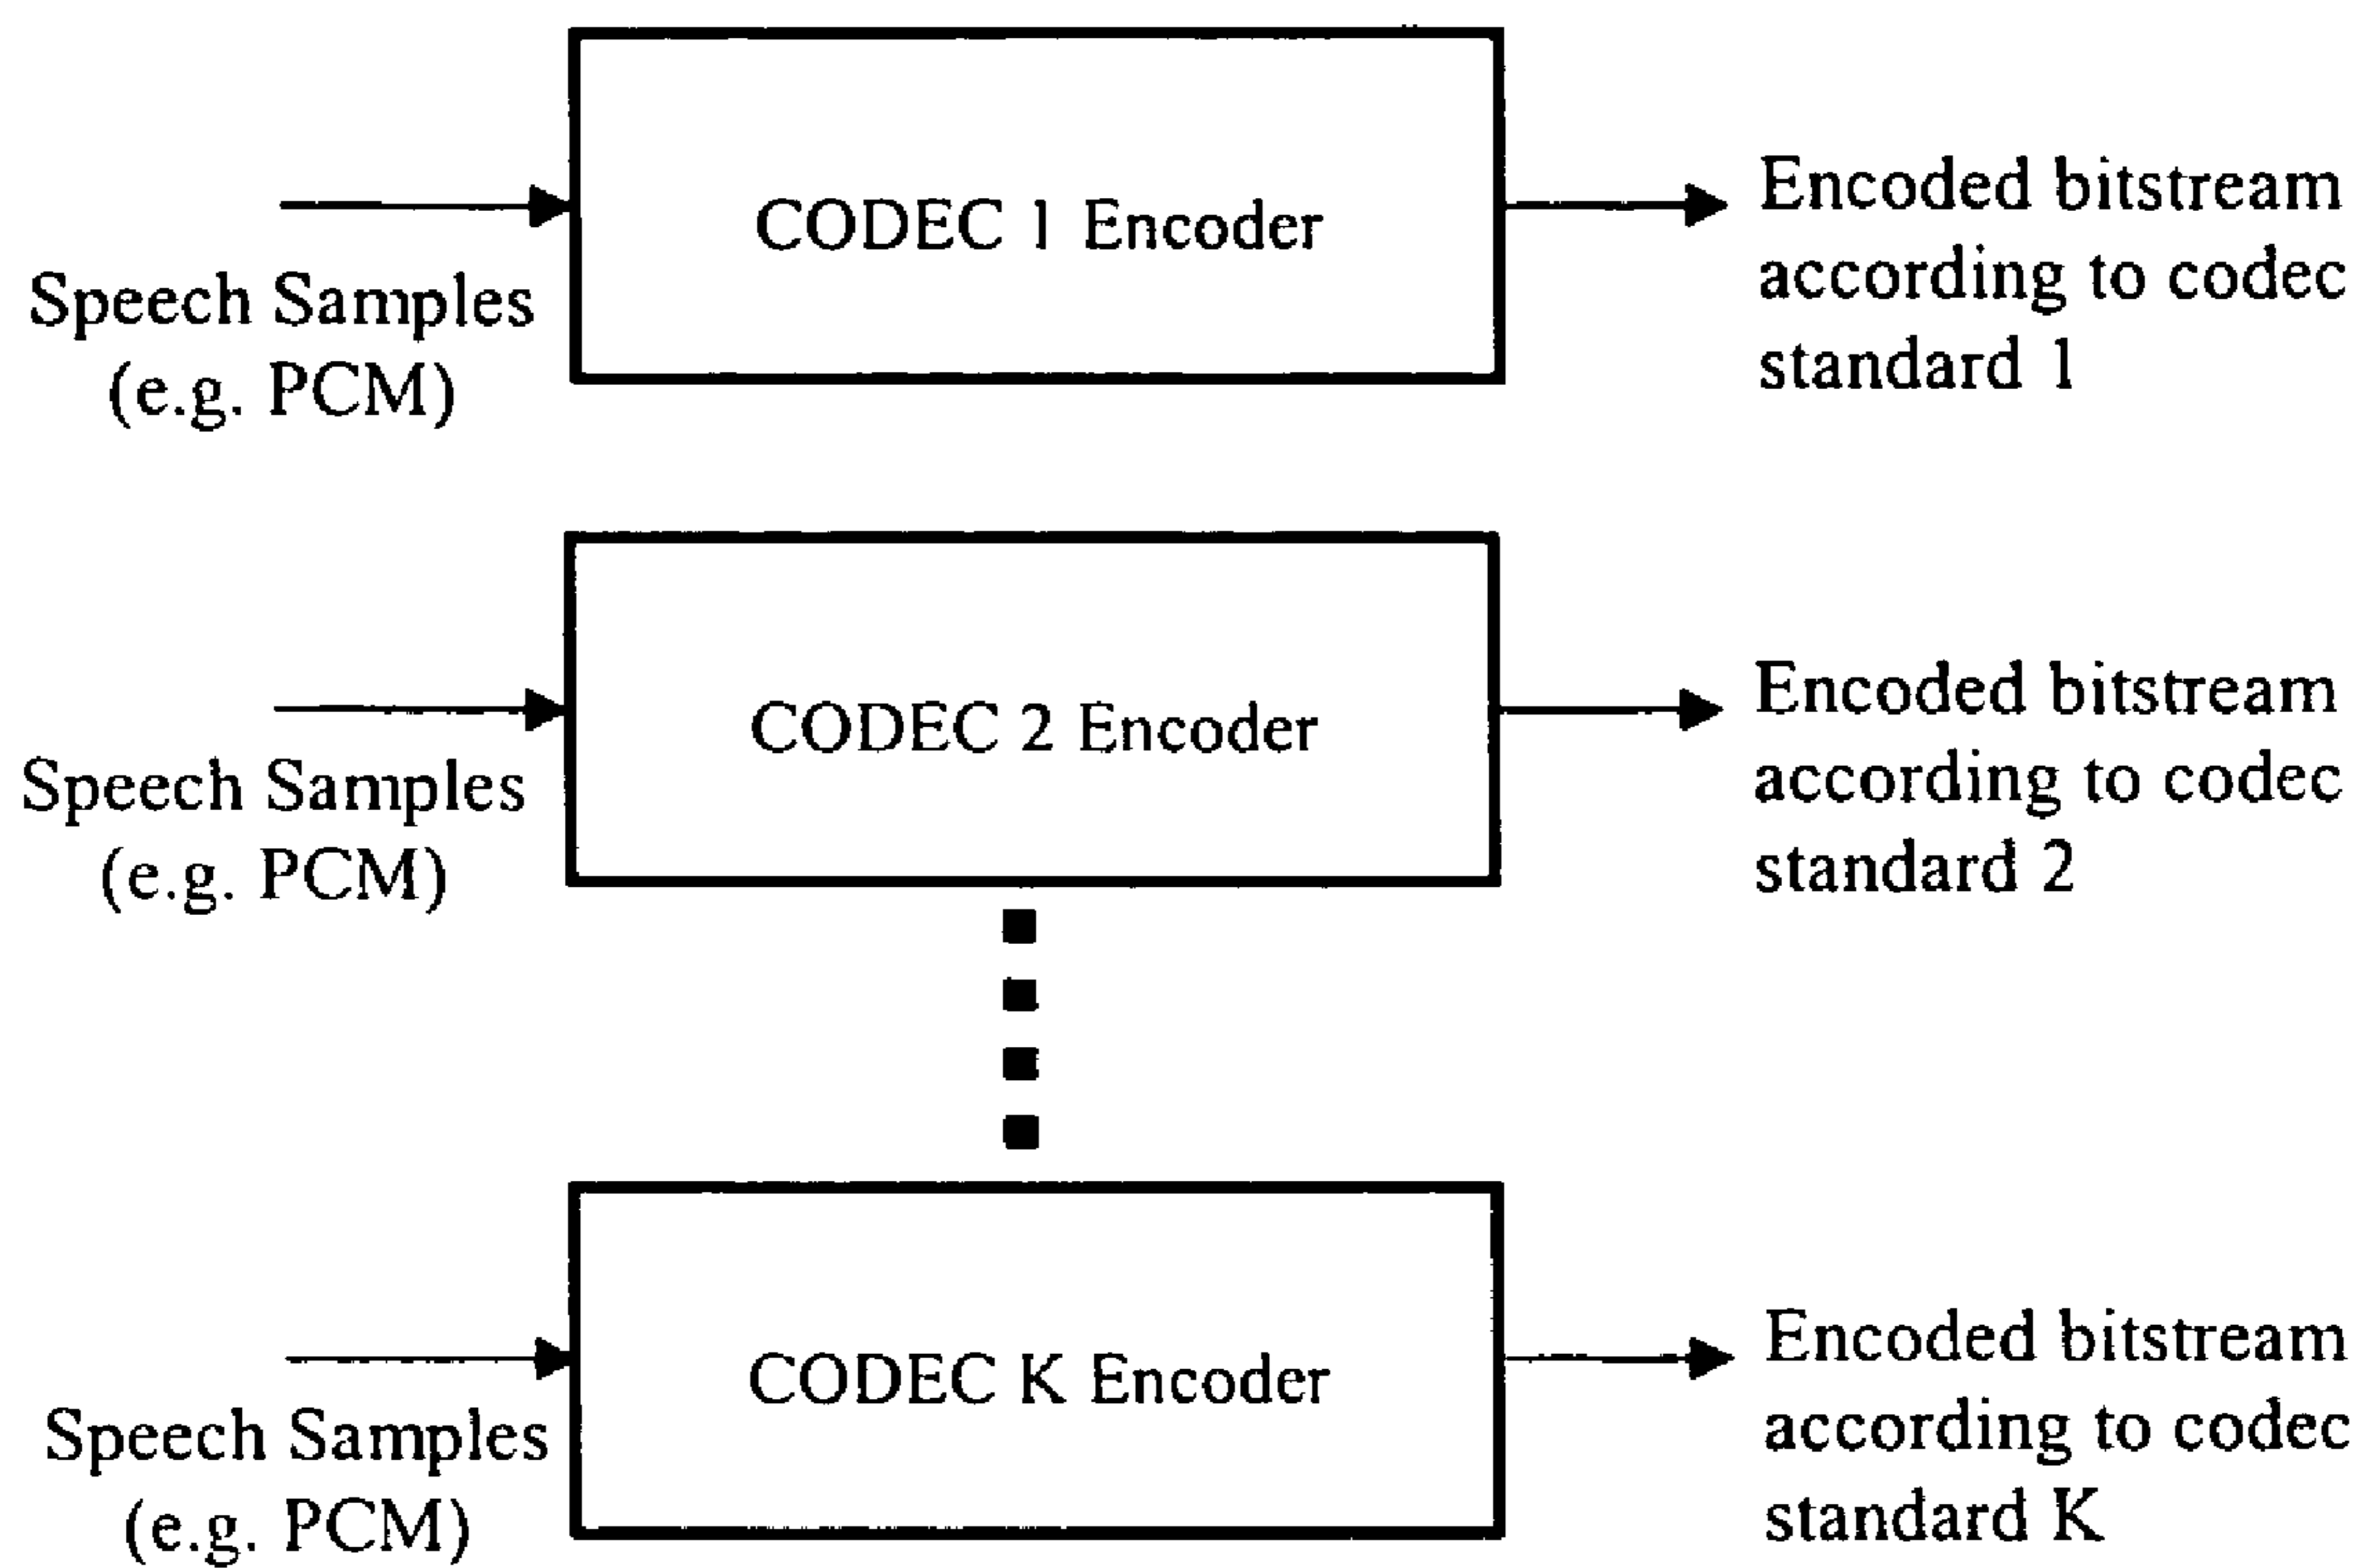 CODEC 1 Encoder
Speech Samples
(e.g. PCM)
Encoded bitstream
according to codec
standard 1
CODEC 2 Encoder
Speech Samples
(e.g. PCM)
Encoded bitstream
according to codec
standard 2
CODEC K Encoder
Speech Samples
(e.g. PCM)
Encoded bitstream
according to codec
standard K